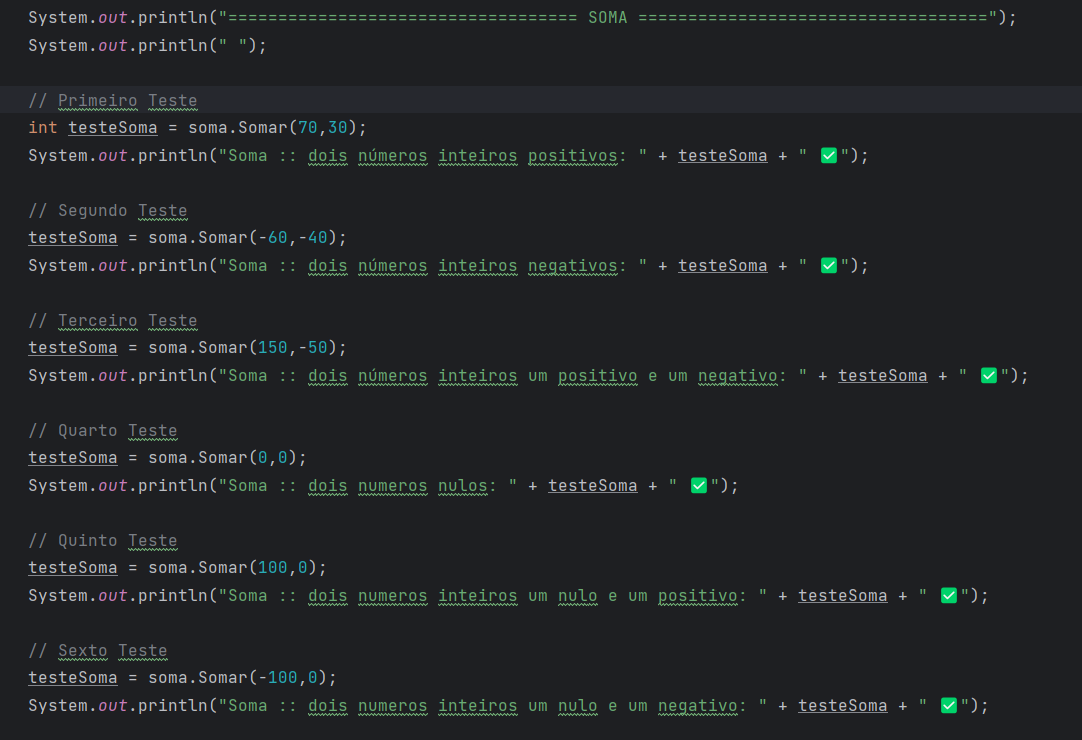 System.out.println("=================================== SOMA ===================================");
System.out.println(" ");
// Primeiro Teste
int testeSoma = soma.Somar(70,30);
System.out.println("Soma :: dois números inteiros positivos: " + testeSoma + " ✅");
// Segundo Teste
testeSoma = soma.Somar(-60,-40);
System.out.println("Soma :: dois números inteiros negativos: " + testeSoma + " ✅");
// Terceiro Teste
testeSoma = soma.Somar(150,-50);
System.out.println("Soma :: dois números inteiros um positivo e um negativo: " + testeSoma + " ✅");
// Quarto Teste
testeSoma = soma.Somar(0,0);
System.out.println("Soma :: dois numeros nulos: " + testeSoma + " ✅");
// Quinto Teste
testeSoma = soma.Somar(100,0);
System.out.println("Soma :: dois numeros inteiros um nulo e um positivo: " + testeSoma + " ✅");
// Sexto Teste
testeSoma = soma.Somar(-100,0);
System.out.println("Soma :: dois numeros inteiros um nulo e um negativo: " + testeSoma + " ✅");